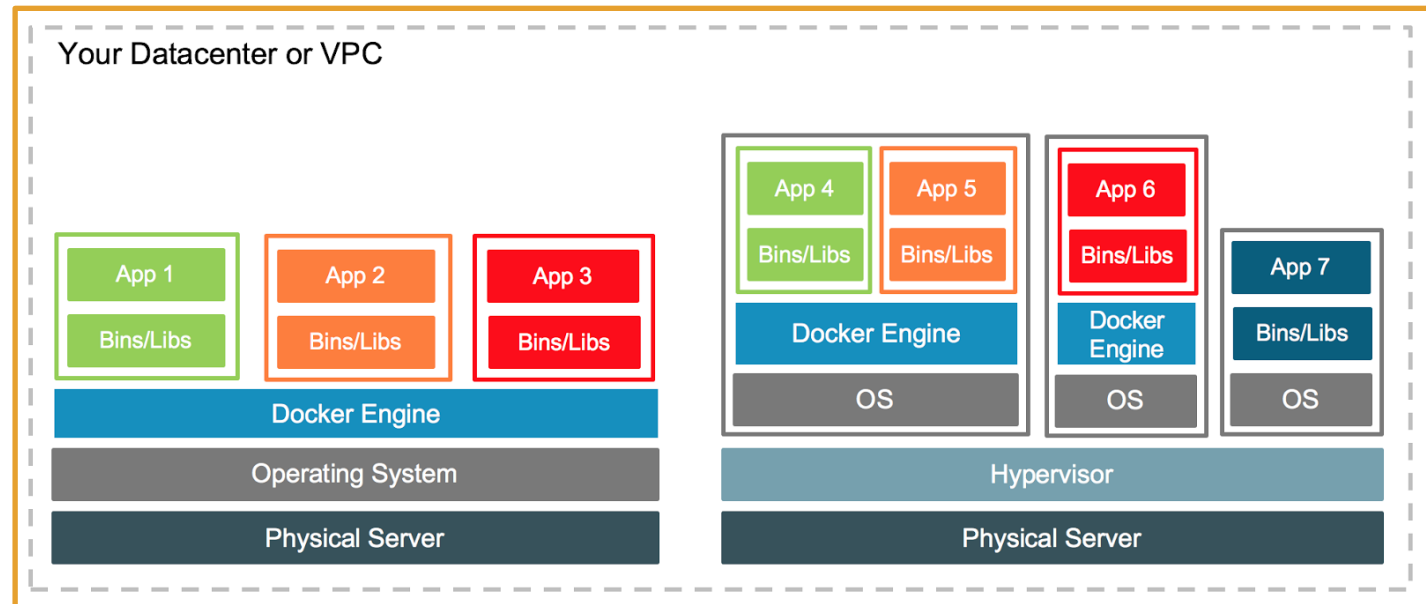 Your Datacenter or VPC
App 1
Bins/Libs
App 2
Bins/Libs
App 3
Bins/Libs
Docker Engine
Operating System
Physical Server
App 4
Bins/Libs
App 5
Bins/Libs
Docker Engine
OS
App 6
Bins/Libs
Docker
Engine
OS
App 7
Bins/Libs
OS
Hypervisor
Physical Server